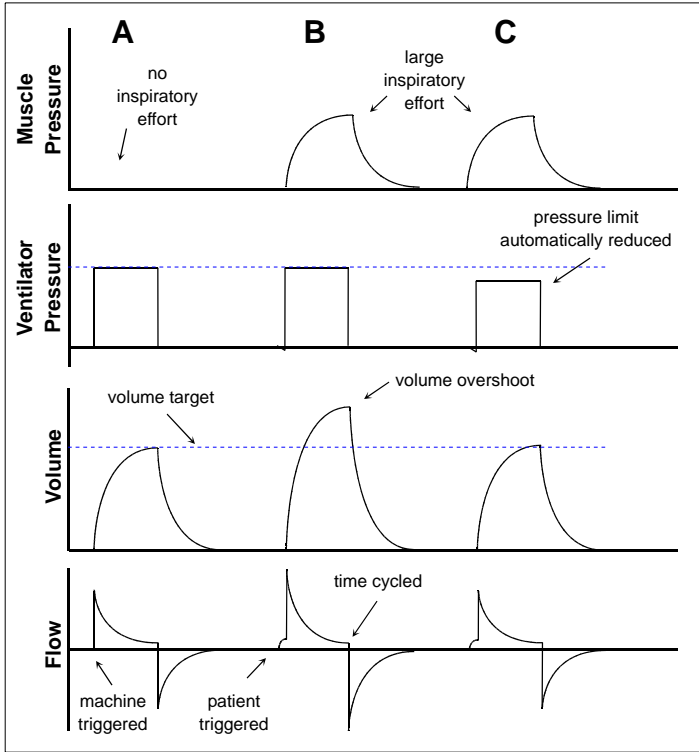 A
B
C
Muscle
Pressure
no
inspiratory
effort
large
inspiratory
effort
Ventilator
Pressure
pressure limit
automatically reduced
Volume
volume target
volume overshoot
Flow
machine
triggered
patient
triggered
time cycled